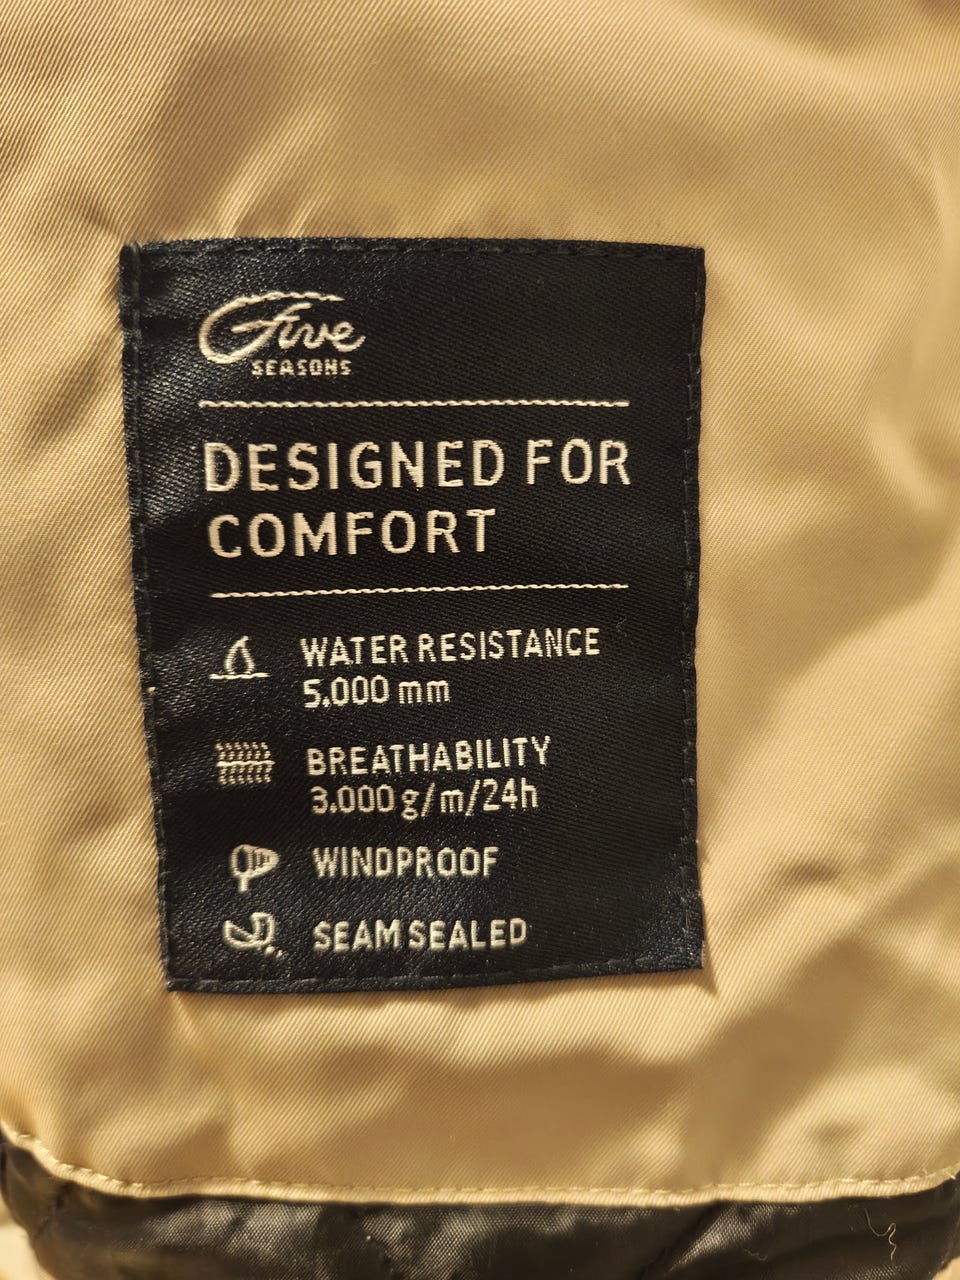 Five
SEASONS
DESIGNED FOR
COMFORT
WATER RESISTANCE
5.000 mm
BREATHABILITY
3.000 g/m/24h
WINDPROOF
SEAM SEALED